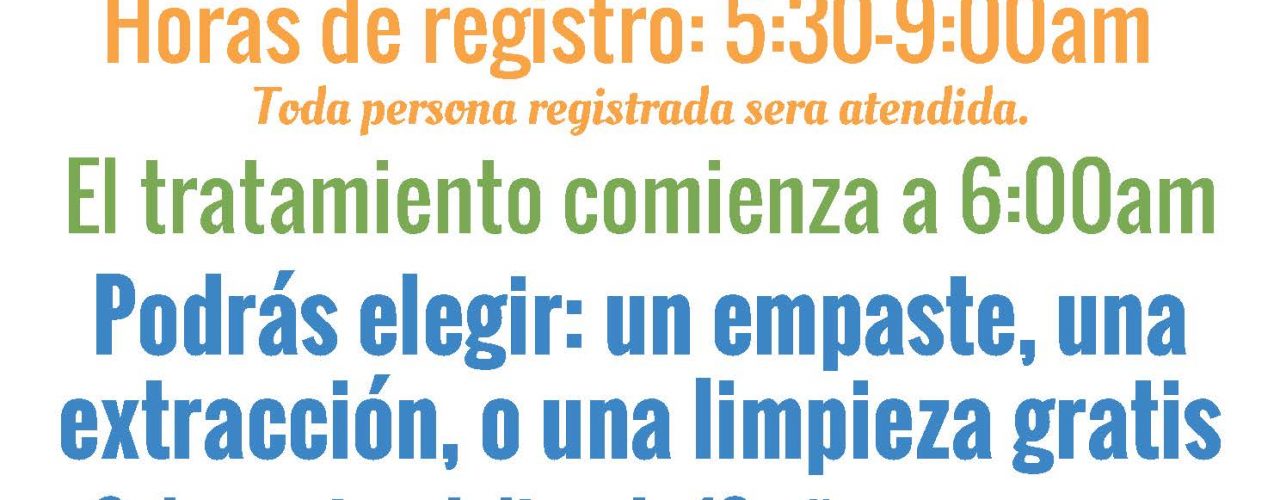 Horas de registro: 5:30-9:00am
Toda persona registrada sera atendida.
El tratamiento comienza a 6:00am
Podrás elegir: un empaste, una
extracción, o una limpieza gratis